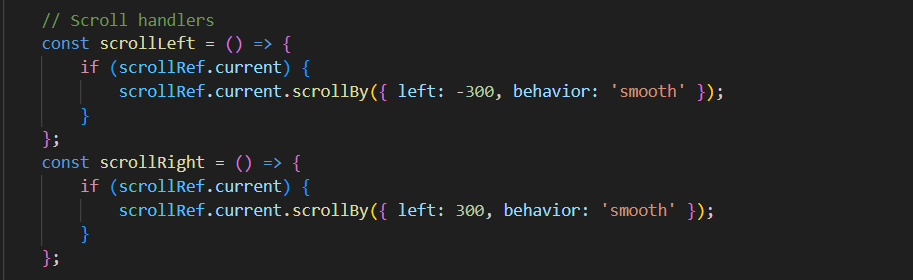 // Scroll handlers
const scrollLeft = () => {
    if (scrollRef.current) {
        scrollRef.current.scrollBy({ left: -300, behavior: 'smooth' });
    }
};
const scrollRight = () => {
    if (scrollRef.current) {
        scrollRef.current.scrollBy({ left: 300, behavior: 'smooth' });
    }
};